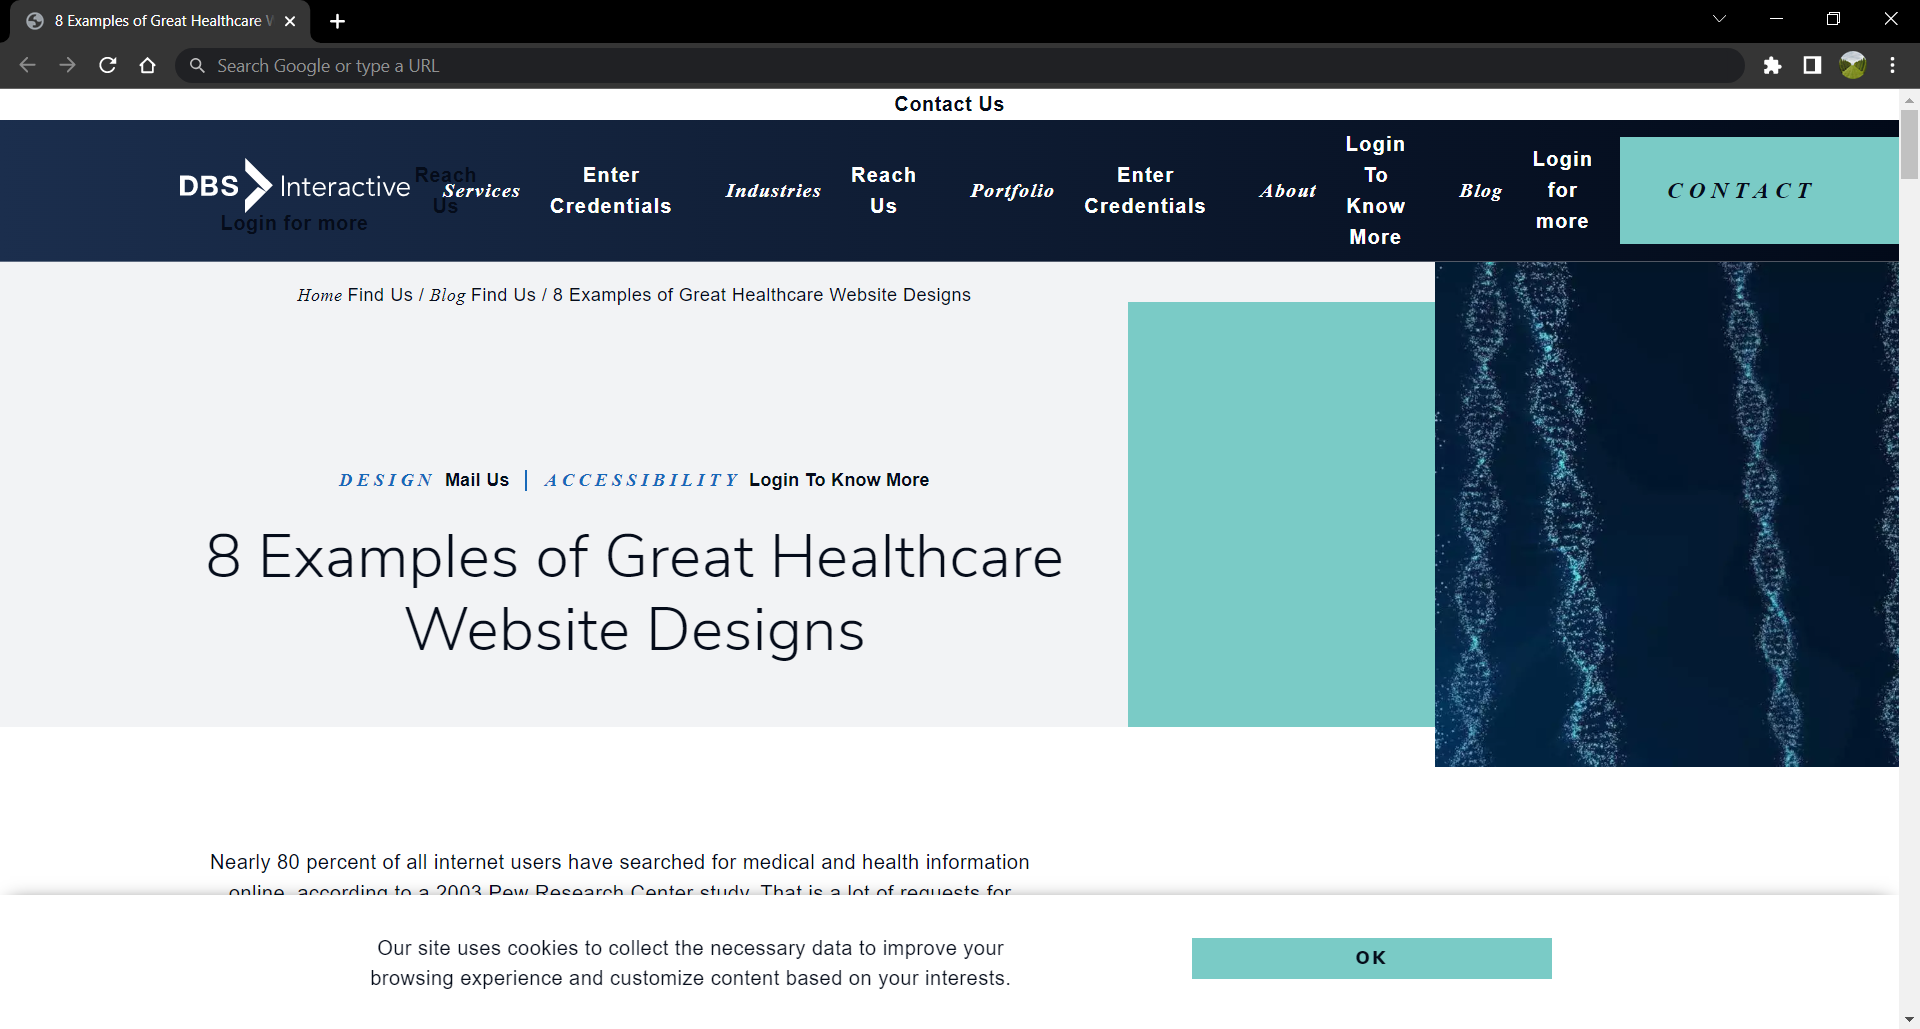 8 Examples of Great Healthcare W
Search Google or type a URL
Contact Us
DBS Interactive
Reach Us
Login for more
Services
Enter Credentials
Industries
Reach Us
Portfolio
Enter Credentials
About
Login To Know More
Blog
Login for more
CONTACT
Home Find Us / Blog Find Us / 8 Examples of Great Healthcare Website Designs
DESIGN Mail Us | ACCESSIBILITY Login To Know More
8 Examples of Great Healthcare
Website Designs
Nearly 80 percent of all internet users have searched for medical and health information
online, according to a 2003 Pew Research Center study. That is a lot of requests for
Our site uses cookies to collect the necessary data to improve your
browsing experience and customize content based on your interests.
OK